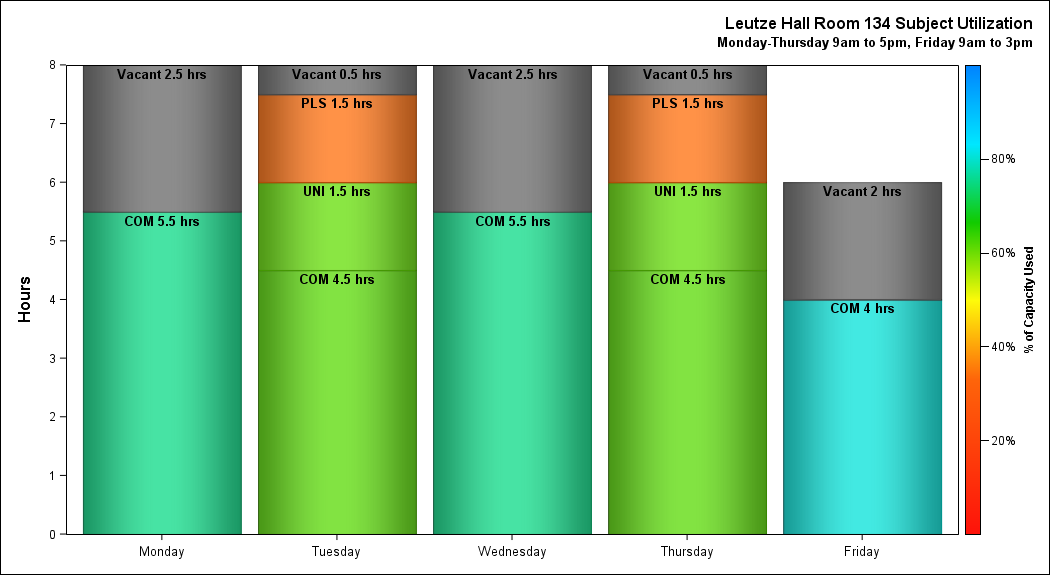 Leutze Hall Room 134 Subject Utilization
Monday-Thursday 9am to 5pm, Friday 9am to 3pm
8
7
6
5
4
3
2
1
0
Hours
Vacant 2.5 hrs
COM 5.5 hrs
Vacant 0.5 hrs
PLS 1.5 hrs
UNI 1.5 hrs
COM 4.5 hrs
Vacant 2.5 hrs
COM 5.5 hrs
Vacant 0.5 hrs
PLS 1.5 hrs
UNI 1.5 hrs
COM 4.5 hrs
Vacant 2 hrs
COM 4 hrs
Monday
Tuesday
Wednesday
Thursday
Friday
80%
60%
40%
20%
% of Capacity Used